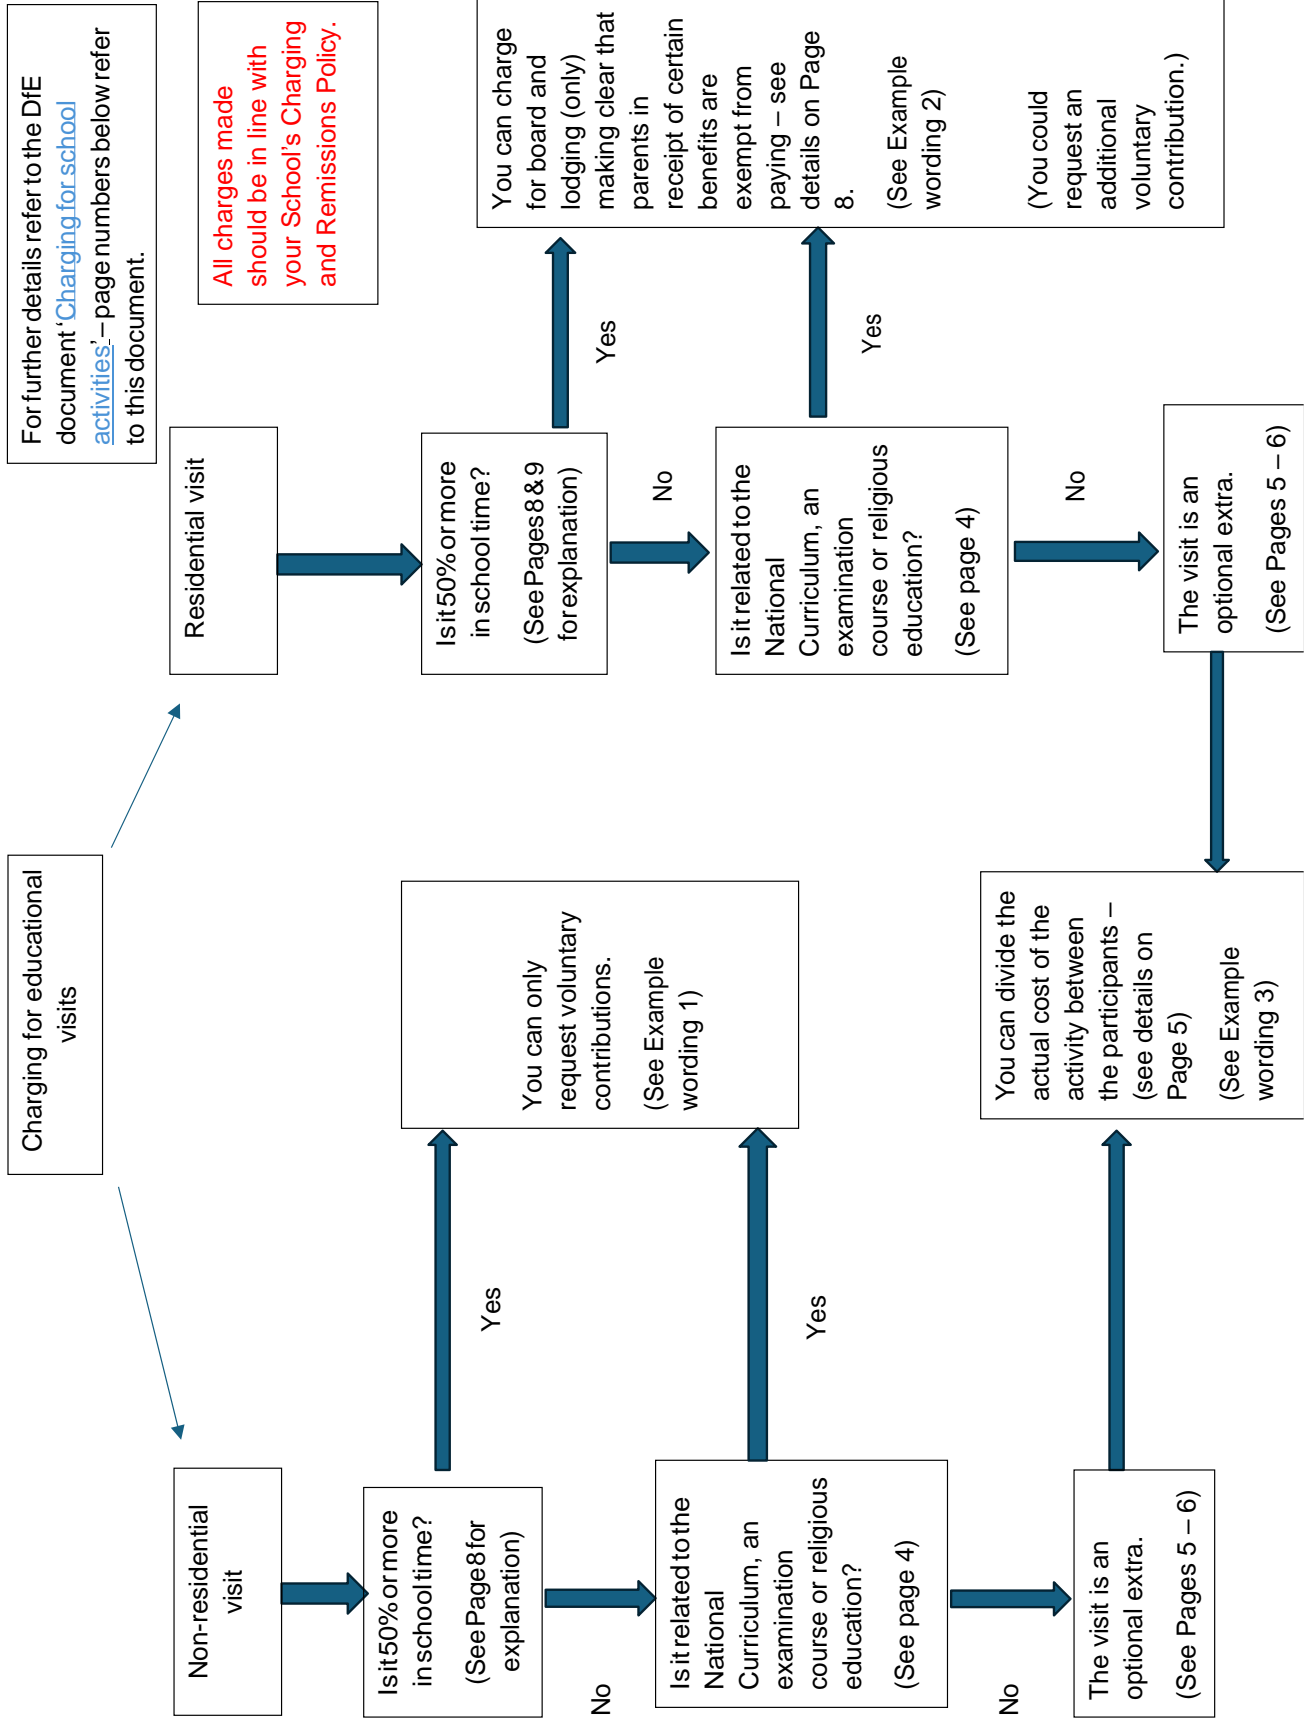 Charging for educational
visits
For further details refer to the DfE
document ‘Charging for school
activities’ – page numbers below refer
to this document.
All charges made
should be in line with
your School’s Charging
and Remissions Policy.
Non-residential
visit
Is it 50% or more
in school time?
(See Page 8 for
explanation)
Yes
No
You can only
request voluntary
contributions.
(See Example
wording 1)
Is it related to the
National
Curriculum, an
examination
course or religious
education?
(See page 4)
Yes
No
The visit is an
optional extra.
(See Pages 5 – 6)
You can divide the
actual cost of the
activity between
the participants –
(see details on
Page 5)
(See Example
wording 3)
Residential visit
Is it 50% or more
in school time?
(See Pages 8 & 9
for explanation)
Yes
No
You can charge
for board and
lodging (only)
making clear that
parents in
receipt of certain
benefits are
exempt from
paying – see
details on Page
8.
(See Example
wording 2)
(You could
request an
additional
voluntary
contribution.)
Is it related to the
National
Curriculum, an
examination
course or religious
education?
(See page 4)
Yes
No
The visit is an
optional extra.
(See Pages 5 – 6)